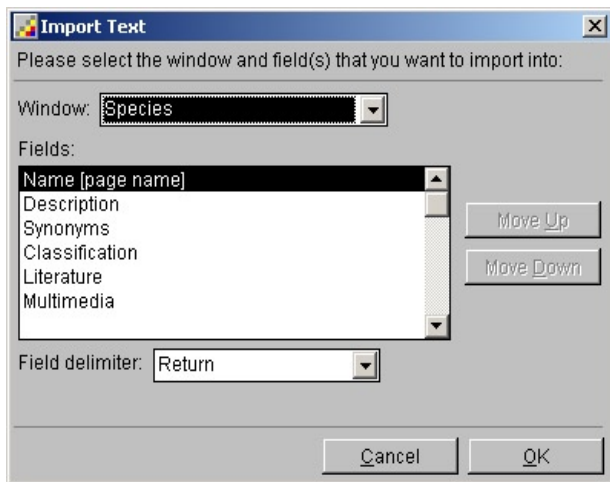 Import Text
Please select the window and field(s) that you want to import into:
Window: Species
Fields:
Name [page name]
Description
Synonyms
Classification
Literature
Multimedia
Move Up
Move Down
Field delimiter: Return
Cancel OK